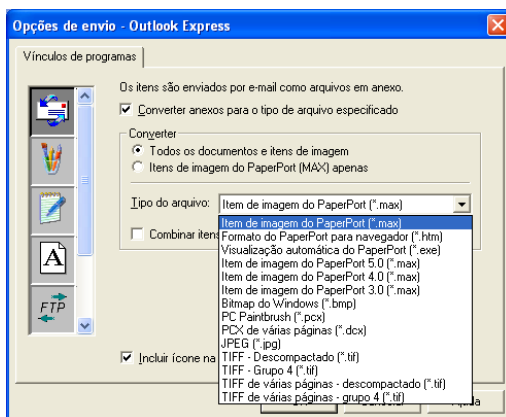 Opções de envio - Outlook Express
Vínculos de programas
Os itens são enviados por e-mail como arquivos em anexo.
Converter anexos para o tipo de arquivo especificado
Converter
Todos os documentos e itens de imagem
Itens de imagem do PaperPort (MAX) apenas
Tipo do arquivo: Item de imagem do PaperPort (*.max)
Item de imagem do PaperPort (*.max)
Formato do PaperPort para navegador (*.htm)
Visualização automática do PaperPort (*.exe)
Combinar itens
Item de imagem do PaperPort 5.0 (*.max)
Item de imagem do PaperPort 4.0 (*.max)
Item de imagem do PaperPort 3.0 (*.max)
Bitmap do Windows (*.bmp)
PC Paintbrush (*.pcx)
PCX de várias páginas (*.dcx)
JPEG (*.jpg)
TIFF - Descompactado (*.tif)
Incluir ícone na
TIFF - Grupo 4 (*.tif)
TIFF de várias páginas - descompactado (*.tif)
TIFF de várias páginas - grupo 4 (*.tif)
A
FTP